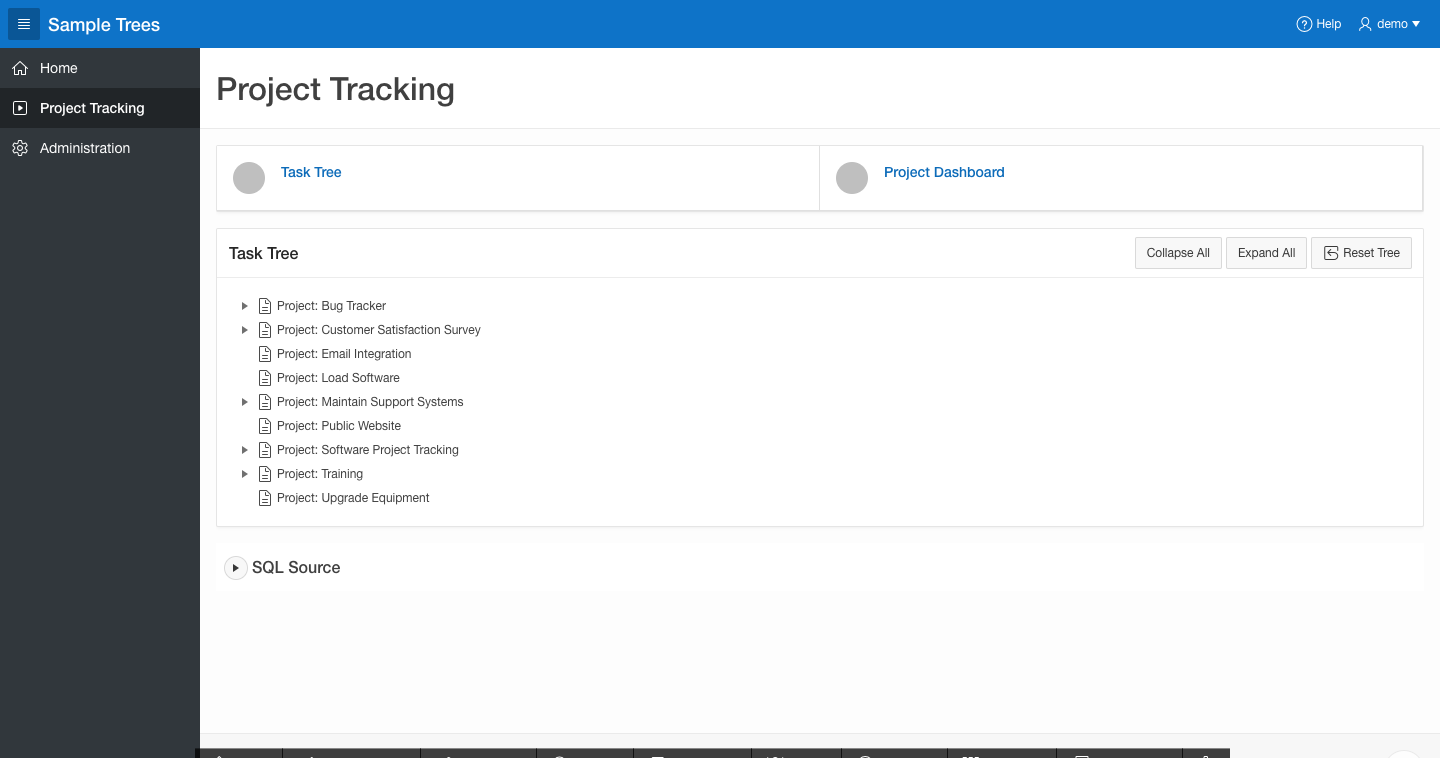 Sample Trees
Help
demo
Home
Project Tracking
Administration
Project Tracking
Task Tree
Project Dashboard
Task Tree
Collapse All
Expand All
Reset Tree
Project: Bug Tracker
Project: Customer Satisfaction Survey
Project: Email Integration
Project: Load Software
Project: Maintain Support Systems
Project: Public Website
Project: Software Project Tracking
Project: Training
Project: Upgrade Equipment
SQL Source